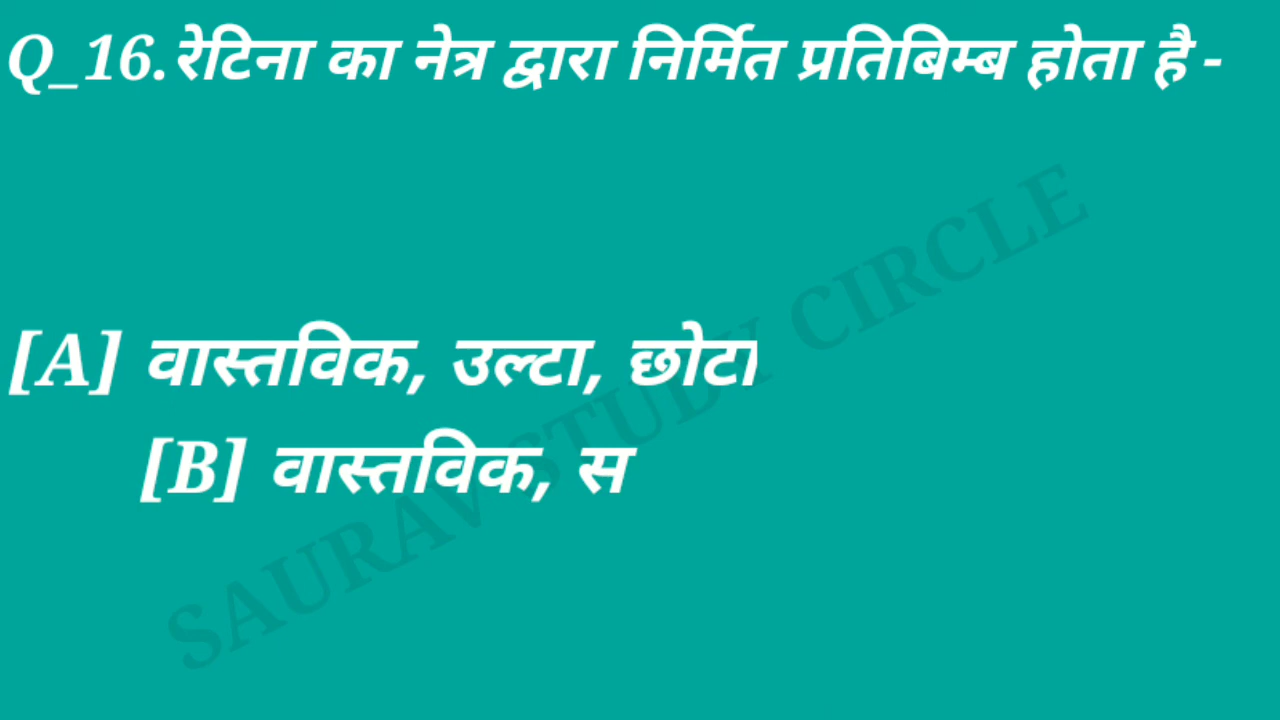 Q_16.रेटिना का नेत्र द्वारा निर्मित प्रतिबिम्ब होता है -
[A] वास्तविक, उल्टा, छोटा
[B] वास्तविक, स
SAURAV STUDY CIRCLE